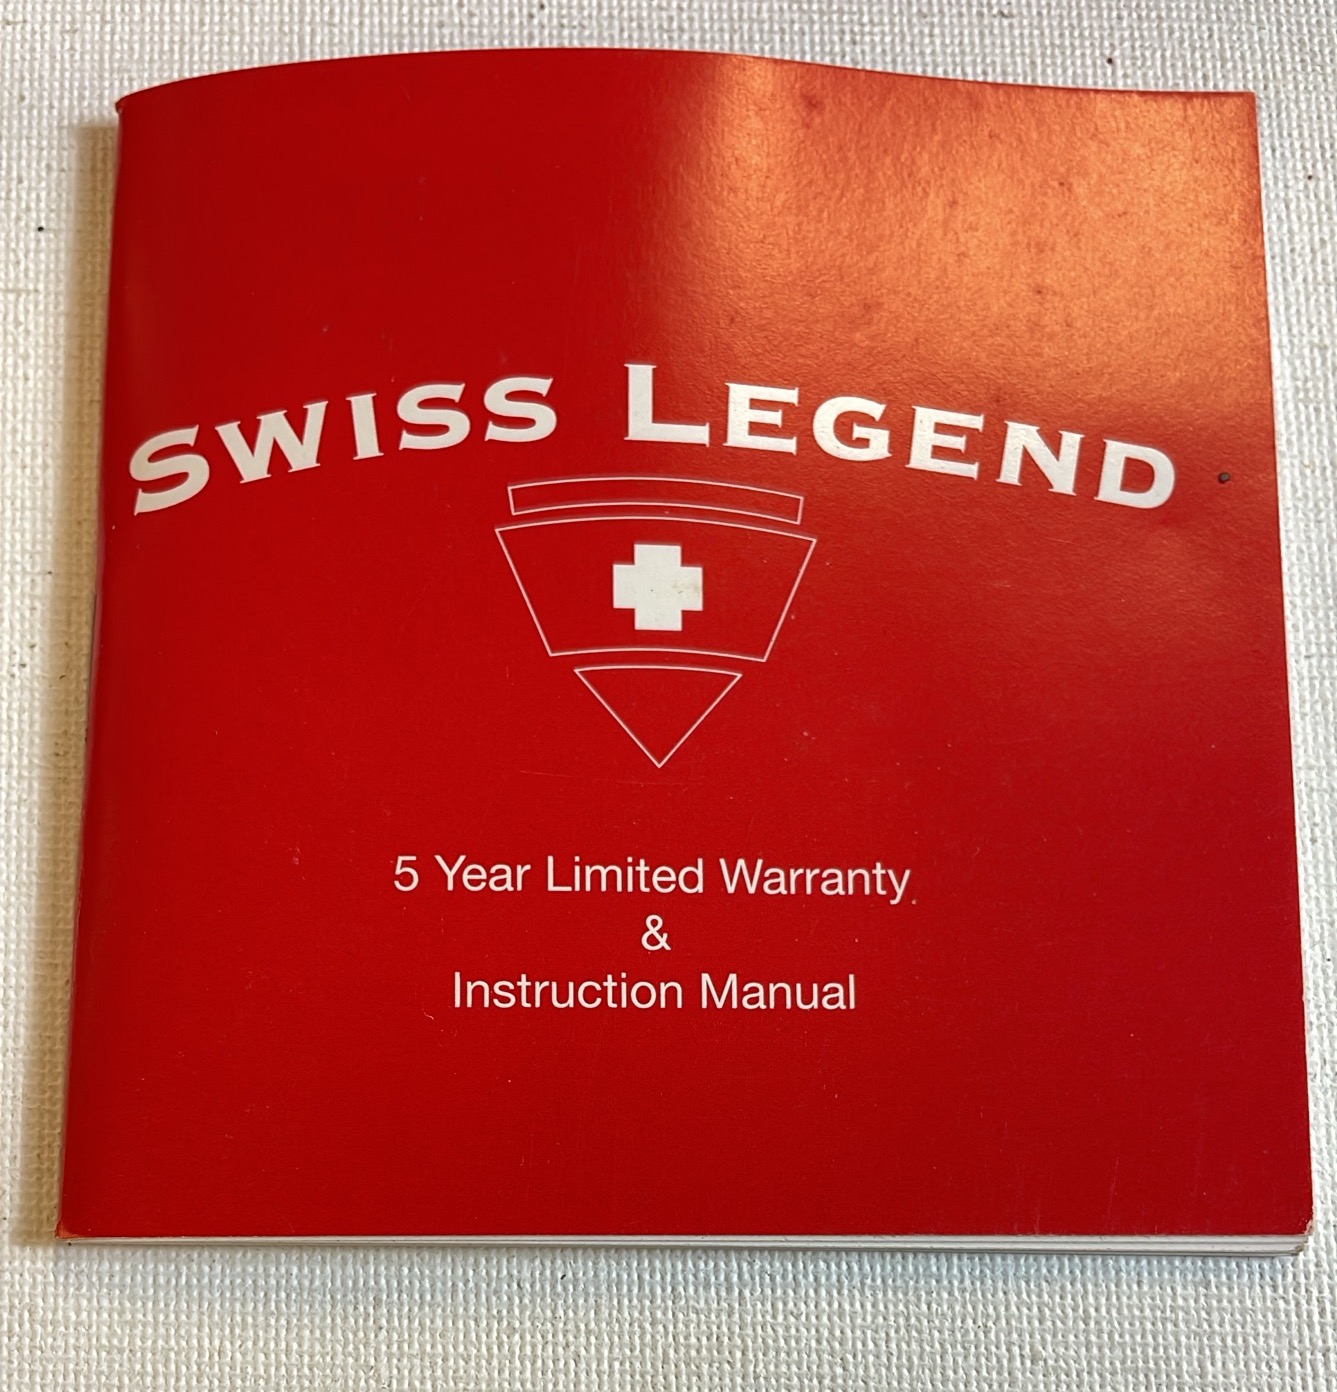 SWISS LEGEND
5 Year Limited Warranty
&
Instruction Manual